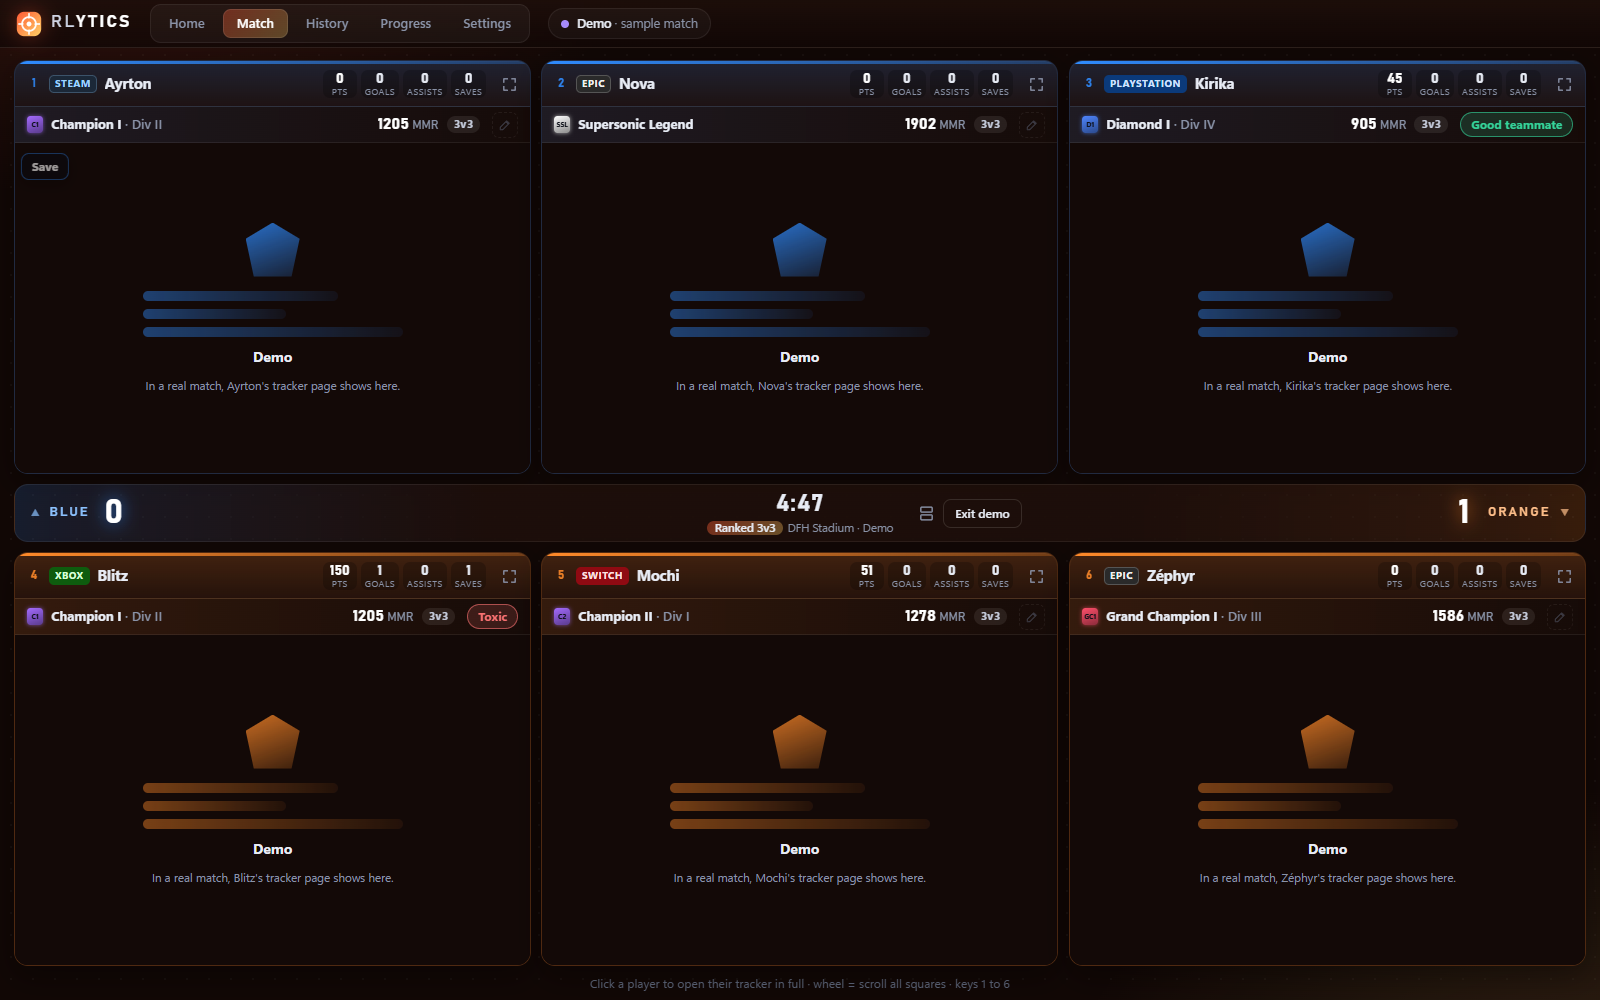 RLYTICS Home Match History Progress Settings Demo · sample match
1 STEAM Ayrton 0 PTS 0 GOALS 0 ASSISTS 0 SAVES
C1 Champion I · Div II 1205 MMR 3v3
Save
Demo
In a real match, Ayrton's tracker page shows here.
2 EPIC Nova 0 PTS 0 GOALS 0 ASSISTS 0 SAVES
SSL Supersonic Legend 1902 MMR 3v3
Demo
In a real match, Nova's tracker page shows here.
3 PLAYSTATION Kirika 45 PTS 0 GOALS 0 ASSISTS 0 SAVES
D1 Diamond I · Div IV 905 MMR 3v3 Good teammate
Demo
In a real match, Kirika's tracker page shows here.
▲ BLUE 0
4:47
Ranked 3v3 DFH Stadium · Demo
Exit demo
1 ORANGE ▼
4 XBOX Blitz 150 PTS 1 GOALS 0 ASSISTS 1 SAVES
C1 Champion I · Div II 1205 MMR 3v3 Toxic
Demo
In a real match, Blitz's tracker page shows here.
5 SWITCH Mochi 51 PTS 0 GOALS 0 ASSISTS 0 SAVES
C2 Champion II · Div I 1278 MMR 3v3
Demo
In a real match, Mochi's tracker page shows here.
6 EPIC Zéphyr 0 PTS 0 GOALS 0 ASSISTS 0 SAVES
GC1 Grand Champion I · Div III 1586 MMR 3v3
Demo
In a real match, Zéphyr's tracker page shows here.
Click a player to open their tracker in full · wheel = scroll all squares · keys 1 to 6